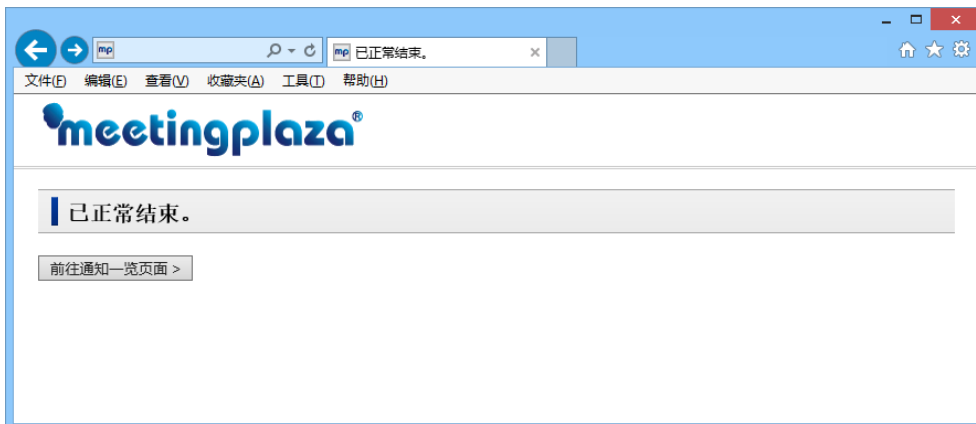 mp
mp 已正常结束。
文件(F) 编辑(E) 查看(V) 收藏夹(A) 工具(T) 帮助(H)
meetingplaza®
已正常结束。
前往通知一览页面 >